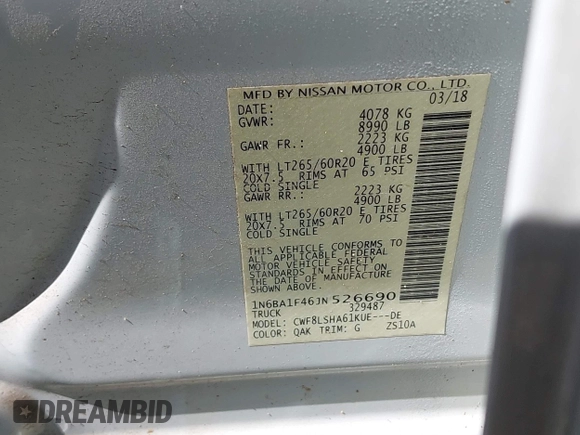 MFD BY NISSAN MOTOR CO., LTD.
DATE: 03/18
GVWR: 4078 KG
8990 LB
GAWR FR.: 2223 KG
4900 LB
WITH LT265/60R20 E TIRES
20x7.5 RIMS AT 65 PSI
COLD SINGLE
GAWR RR.: 2223 KG
4900 LB
WITH LT265/60R20 E TIRES
20x7.5 RIMS AT 70 PSI
COLD SINGLE
THIS VEHICLE CONFORMS TO
ALL APPLICABLE FEDERAL
MOTOR VEHICLE SAFETY
STANDARDS IN EFFECT ON
THE DATE OF MANUFACTURE
SHOWN ABOVE.
1N6BA1F46JN526690
TRUCK 329487
MODEL: CWF8LSHA61KUE---DE
COLOR: QAK TRIM: G ZS10A
DREAMBID